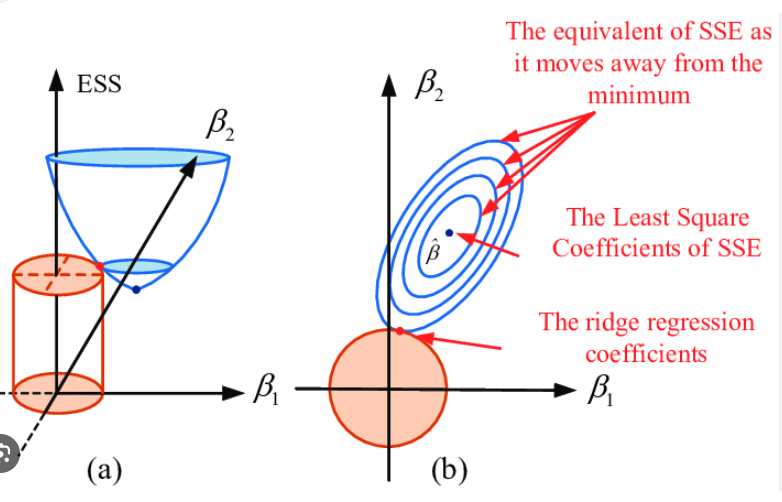 ESS
β₂
β₁
(a)
The equivalent of SSE as
it moves away from the
minimum
β₂
The Least Square
Coefficients of SSE
β̂
The ridge regression
coefficients
β₁
(b)